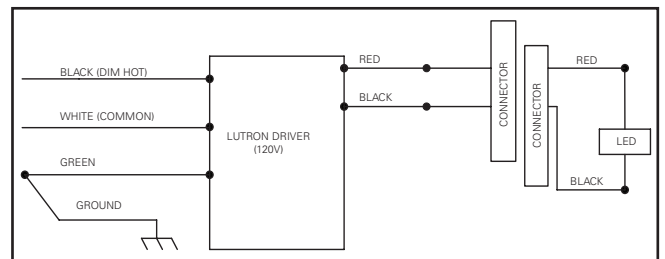 BLACK (DIM HOT)
WHITE (COMMON)
GREEN
GROUND
LUTRON DRIVER
(120V)
RED
BLACK
CONNECTOR
CONNECTOR
RED
LED
BLACK